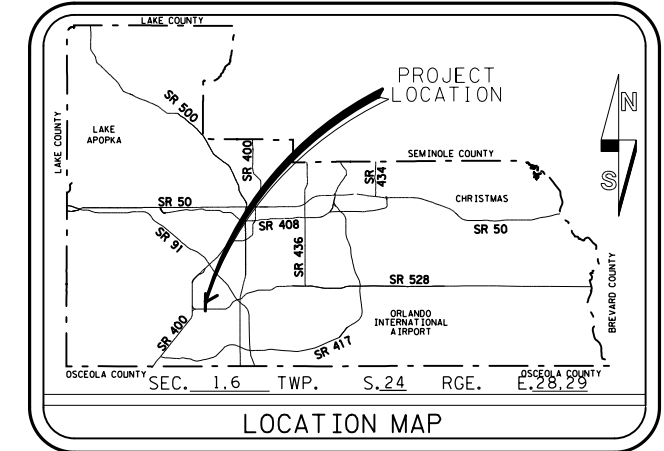 LAKE COUNTY
PROJECT
LOCATION
N
S
SR 500
LAKE COUNTY
LAKE
APOPKA
SR 400
SEMINOLE COUNTY
SR
434
CHRISTMAS
SR 50
SR 408
SR 50
SR 91
SR 436
SR 528
BREVARD COUNTY
ORLANDO
INTERNATIONAL
AIRPORT
SR 400
SR 417
OSCEOLA COUNTY
OSCEOLA COUNTY
SEC. 1,6 TWP. S.24 RGE. E.28,29
LOCATION MAP